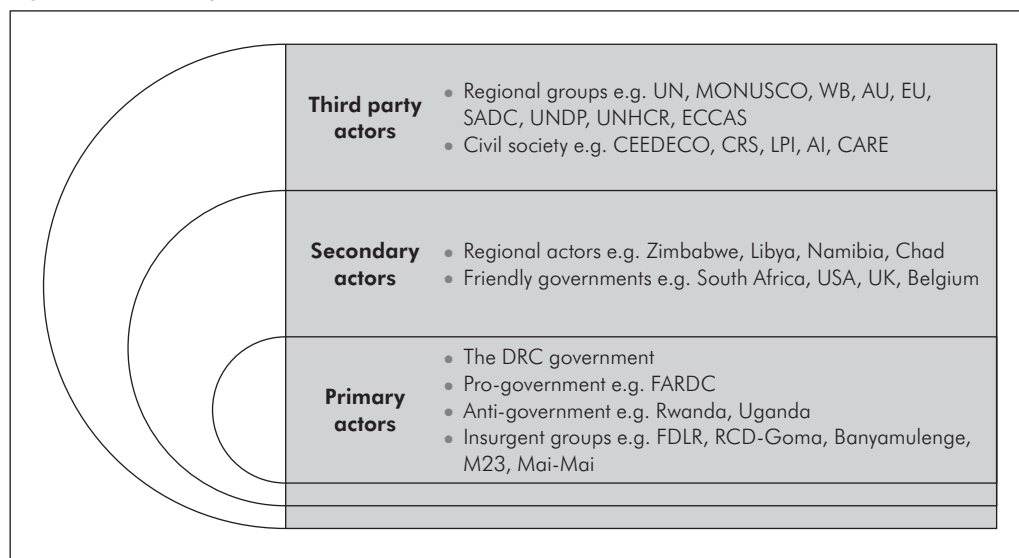 Third party
actors
• Regional groups e.g. UN, MONUSCO, WB, AU, EU,
SADC, UNDP, UNHCR, ECCAS
• Civil society e.g. CEEDECO, CRS, LPI, AI, CARE
Secondary
actors
• Regional actors e.g. Zimbabwe, Libya, Namibia, Chad
• Friendly governments e.g. South Africa, USA, UK, Belgium
Primary
actors
• The DRC government
• Pro-government e.g. FARDC
• Anti-government e.g. Rwanda, Uganda
• Insurgent groups e.g. FDLR, RCD-Goma, Banyamulenge,
M23, Mai-Mai